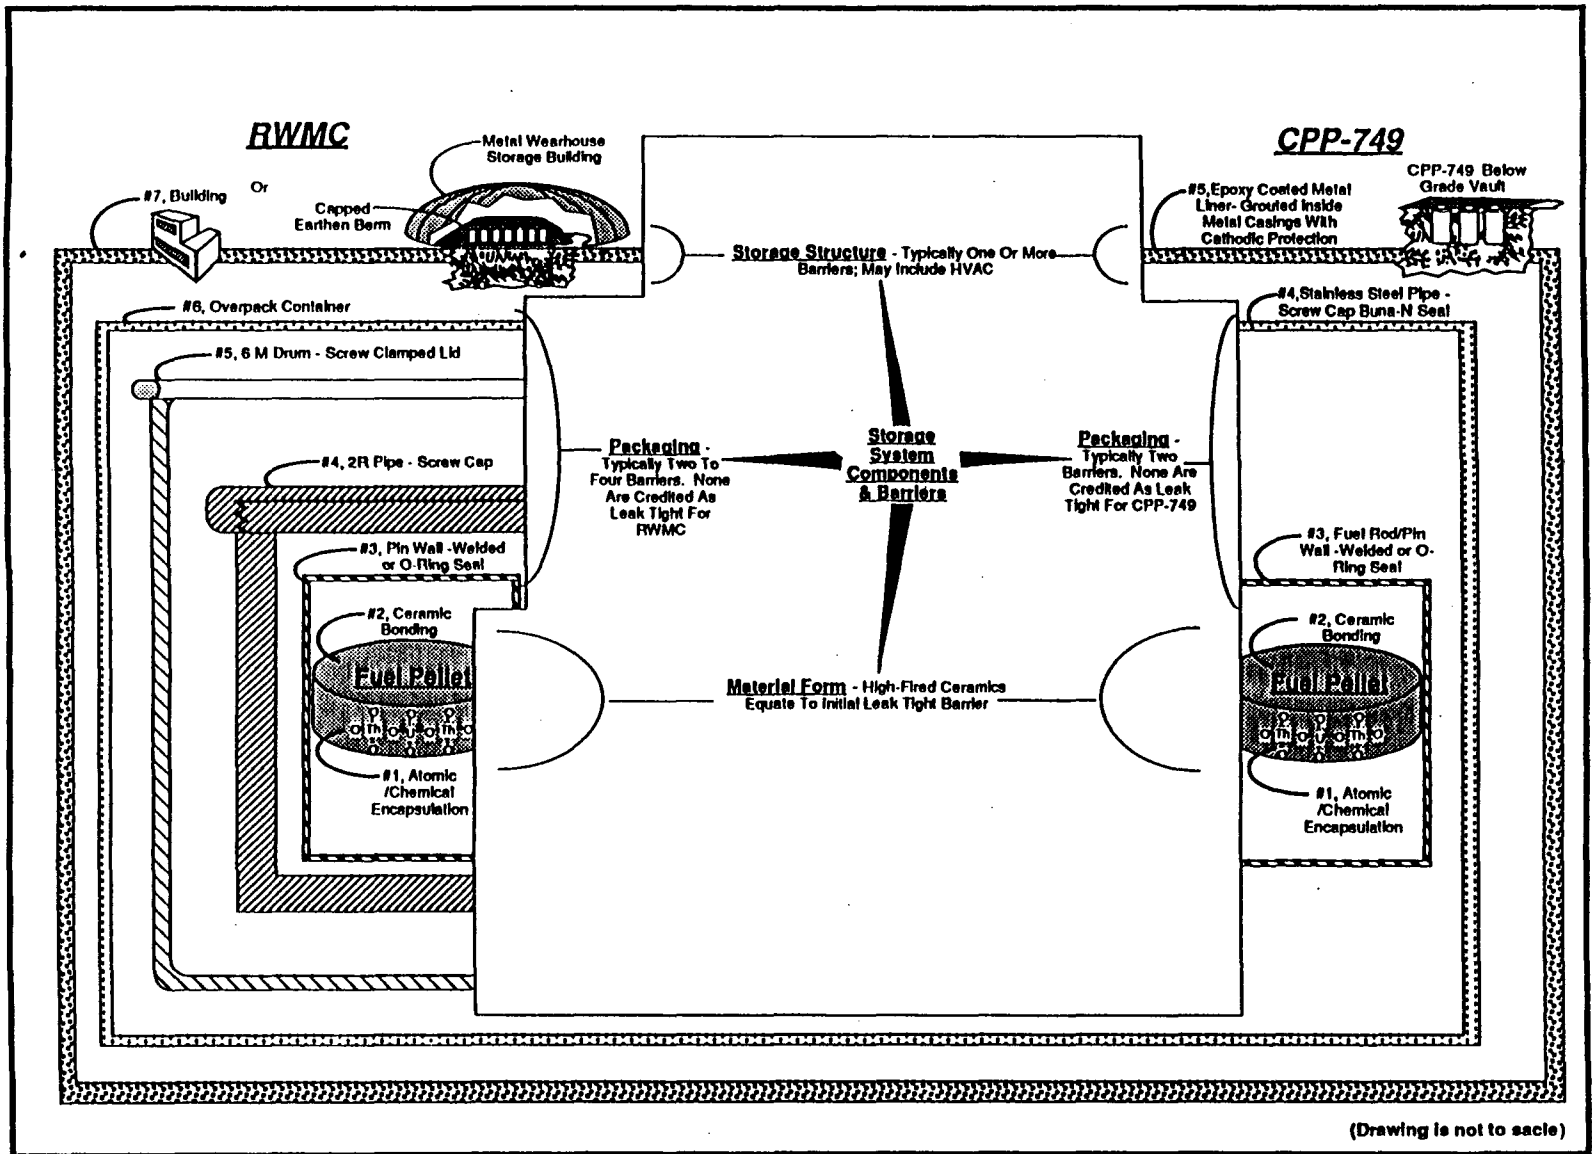 RWMC
Metal Wearhouse
Storage Building
#7, Building
Or
Capped
Earthen Berm
#6, Overpack Container
#5, 6 M Drum - Screw Clamped Lid
#4, 2R Pipe - Screw Cap
#3, Pin Wall -Welded
or O-Ring Seal
#2, Ceramic
Bonding
Fuel Pellet
O O O
O Th O U O Th O
O O O
#1, Atomic
/Chemical
Encapsulation
Storage Structure - Typically One Or More
Barriers; May Include HVAC
Packaging -
Typically Two To
Four Barriers. None
Are Credited As
Leak Tight For
RWMC
Storage
System
Components
& Barriers
Packaging -
Typically Two
Barriers. None Are
Credited As Leak
Tight For CPP-749
Material Form - High-Fired Ceramics
Equate To Initial Leak Tight Barrier
CPP-749
CPP-749 Below
Grade Vault
#5,Epoxy Coated Metal
Liner- Grouted Inside
Metal Casings With
Cathodic Protection
#4,Stainless Steel Pipe -
Screw Cap Buna-N Seal
#3, Fuel Rod/Pin
Wall -Welded or O-
Ring Seal
#2, Ceramic
Bonding
Fuel Pellet
O O O
O Th O U O Th O
O O O
#1, Atomic
/Chemical
Encapsulation
(Drawing is not to sacle)